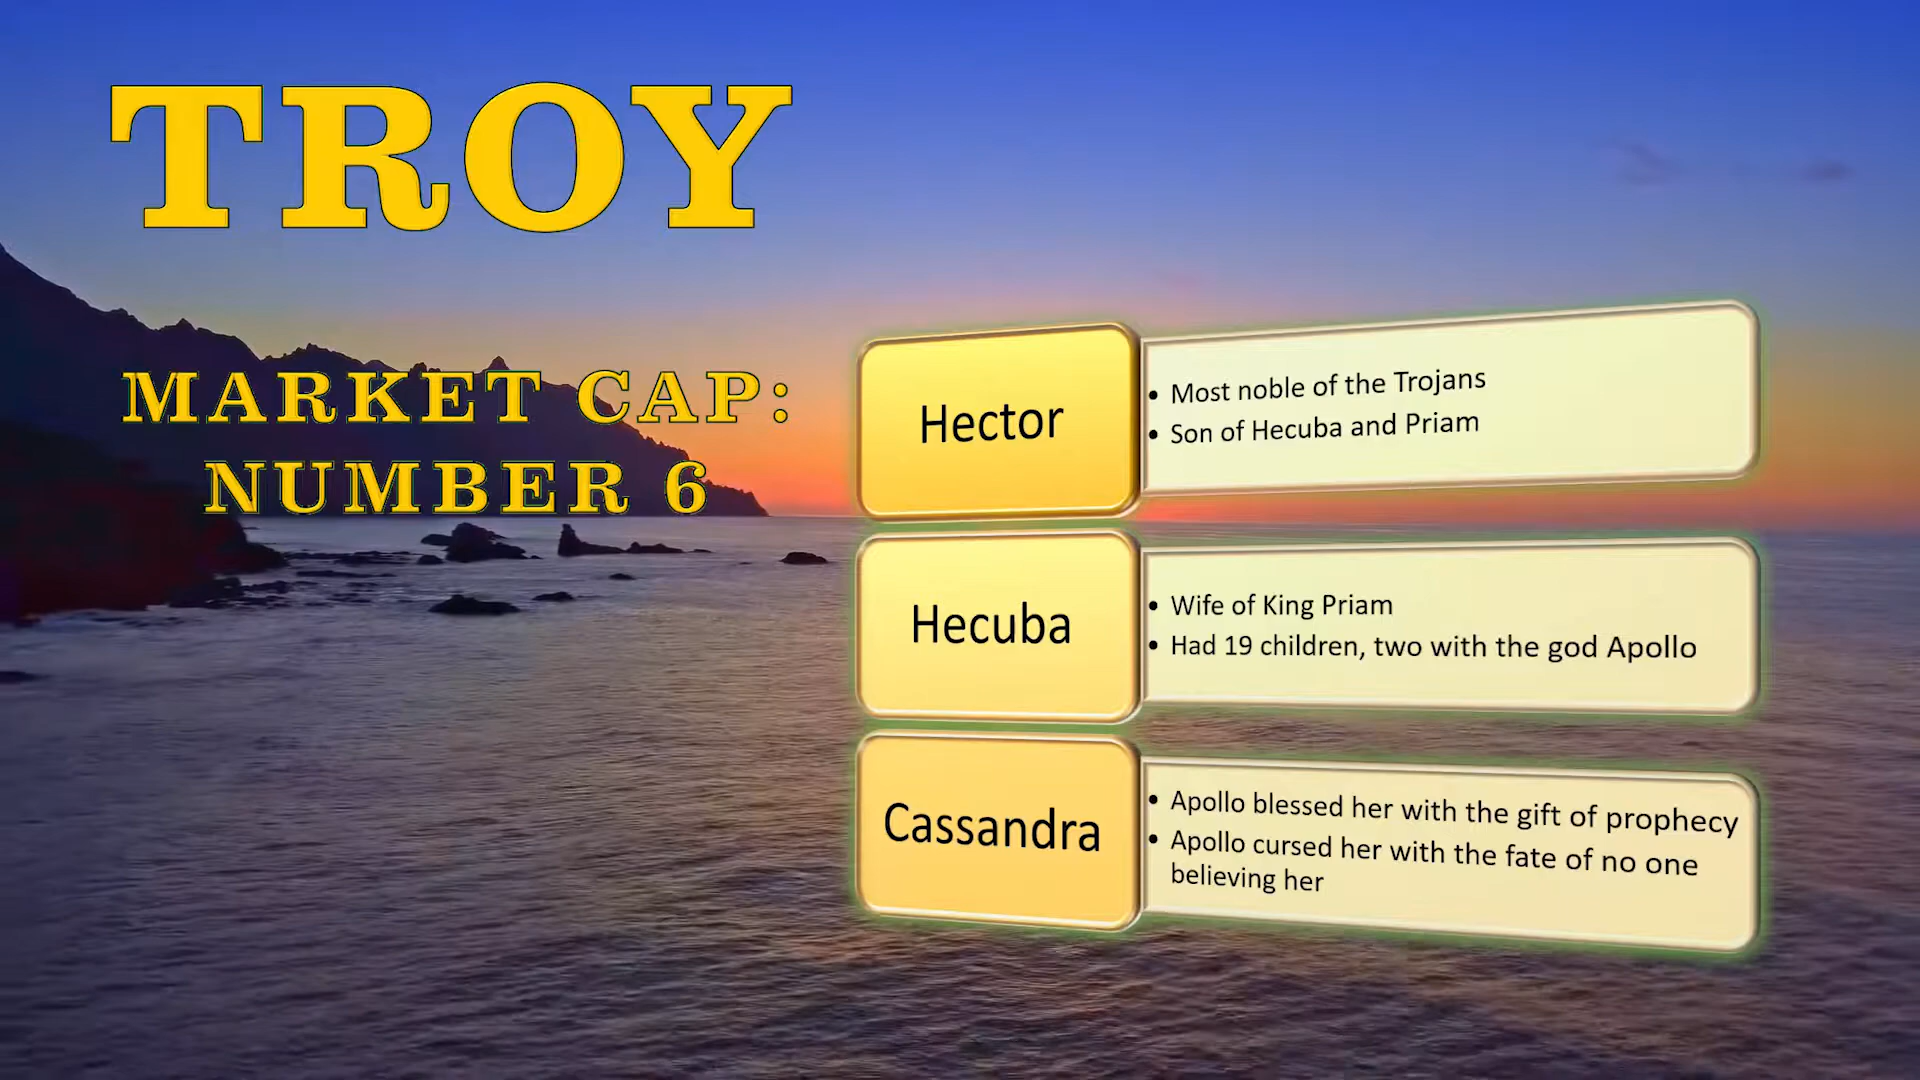 TROY
MARKET CAP:
NUMBER 6
Hector
• Most noble of the Trojans
• Son of Hecuba and Priam
Hecuba
• Wife of King Priam
• Had 19 children, two with the god Apollo
Cassandra
• Apollo blessed her with the gift of prophecy
• Apollo cursed her with the fate of no one
believing her